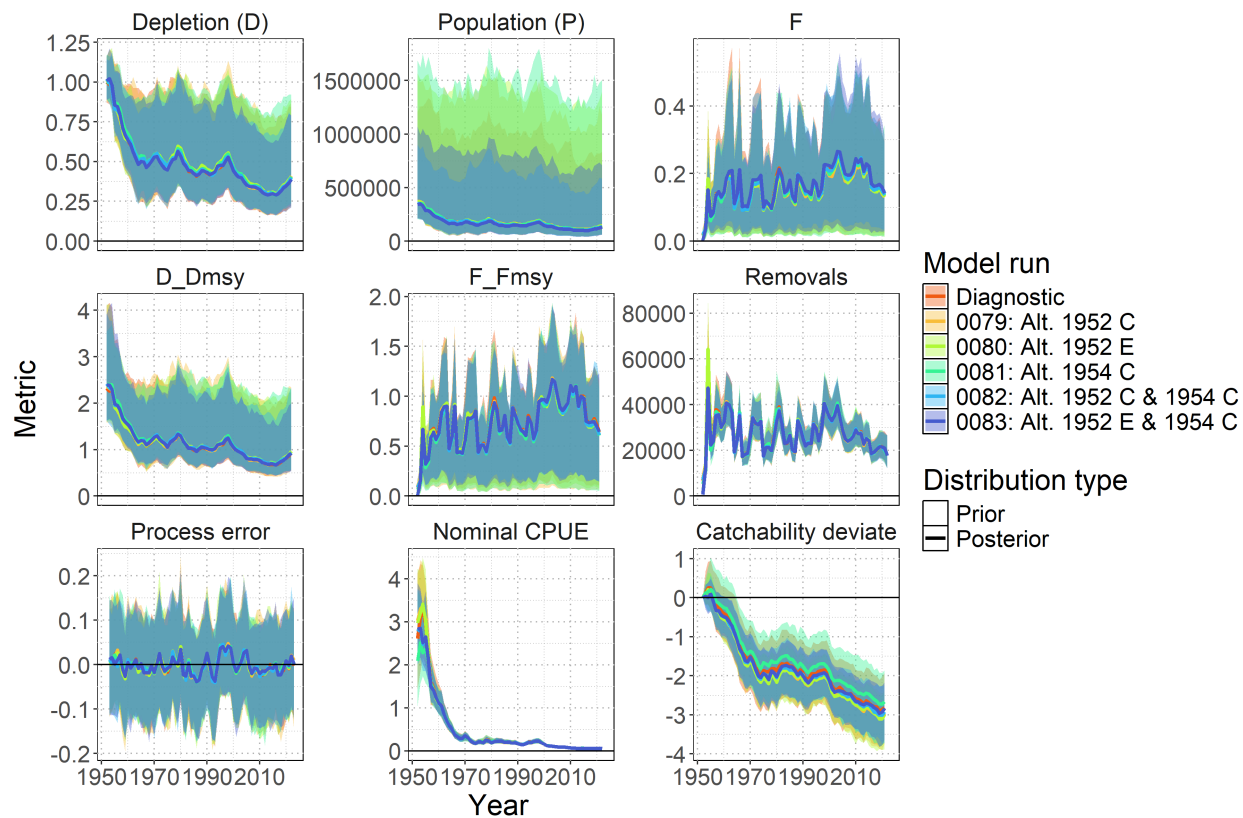 Depletion (D)
Population (P)
F
1.25
1.00
0.75
0.50
0.25
0.00
1500000
1000000
500000
0
0.4
0.2
0.0
D_Dmsy
F_Fmsy
Removals
4
3
2
1
0
2.0
1.5
1.0
0.5
0.0
80000
60000
40000
20000
0
Process error
Nominal CPUE
Catchability deviate
0.2
0.1
0.0
-0.1
-0.2
4
3
2
1
0
1
0
-1
-2
-3
-4
1950 1970 1990 2010
1950 1970 1990 2010
1950 1970 1990 2010
Metric
Year
Model run
Diagnostic
0079: Alt. 1952 C
0080: Alt. 1952 E
0081: Alt. 1954 C
0082: Alt. 1952 C & 1954 C
0083: Alt. 1952 E & 1954 C
Distribution type
Prior
Posterior